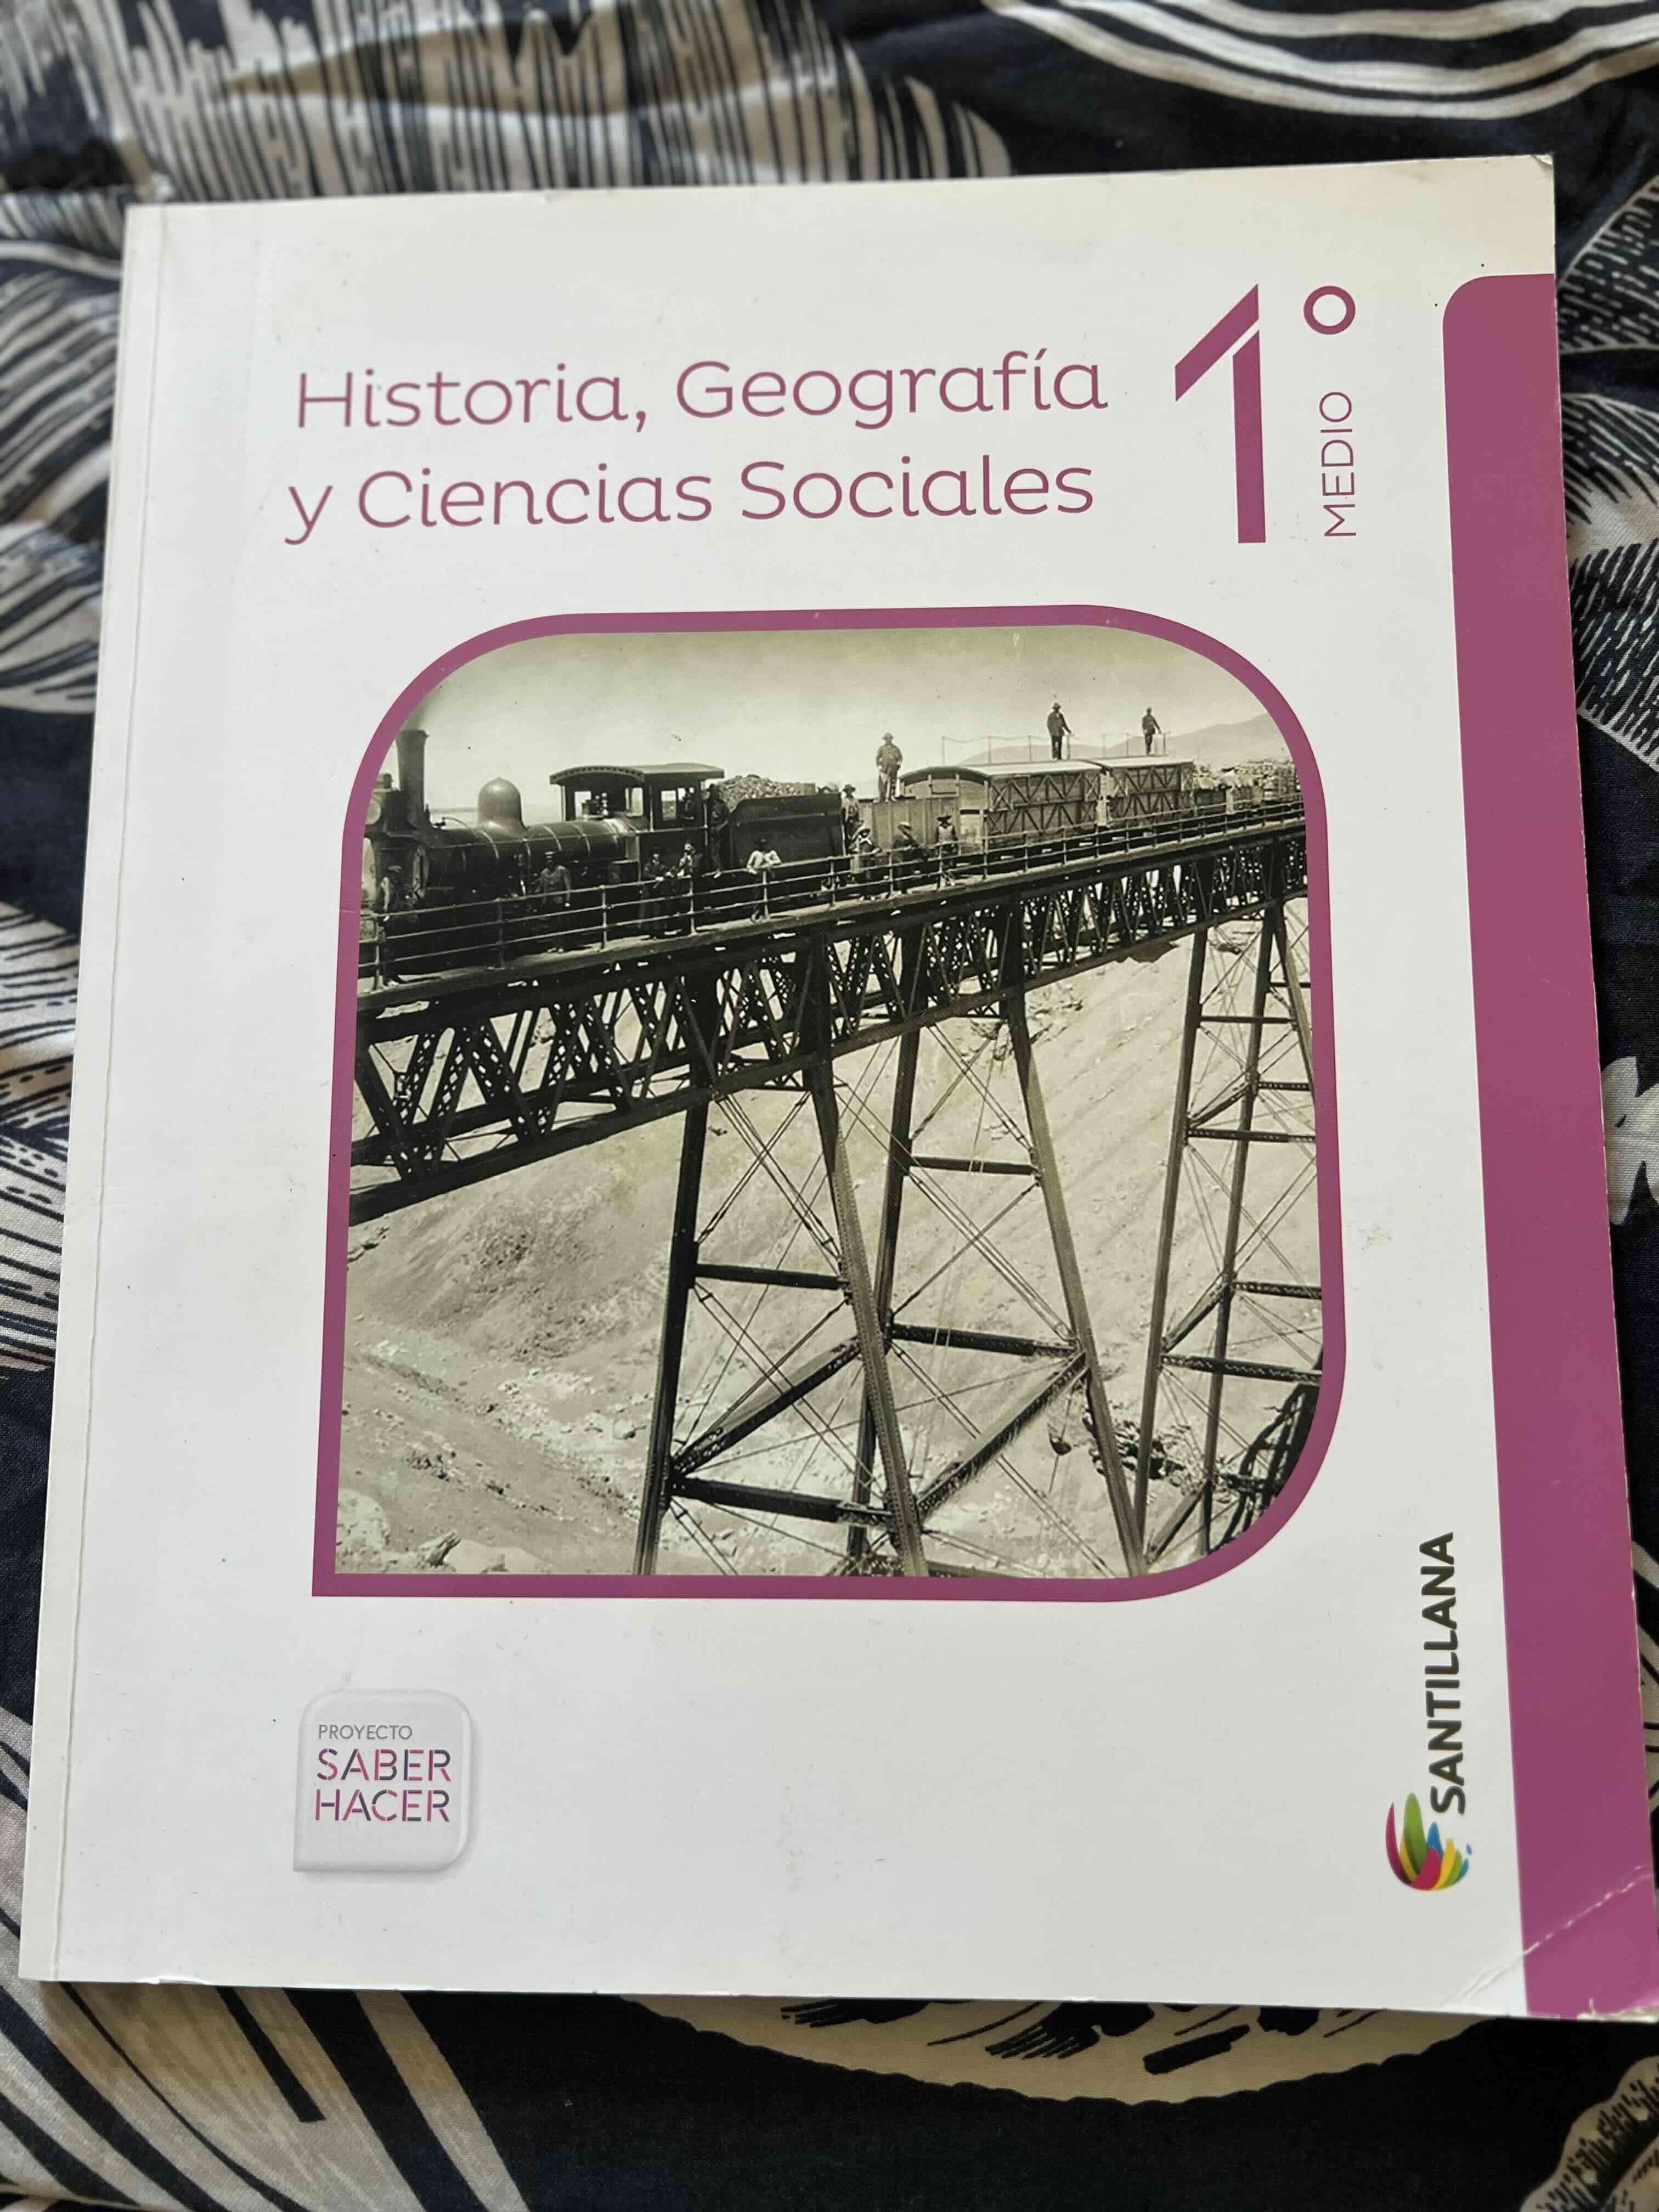 Historia, Geografía
y Ciencias Sociales
1°
MEDIO
PROYECTO
SABER
HACER
SANTILLANA